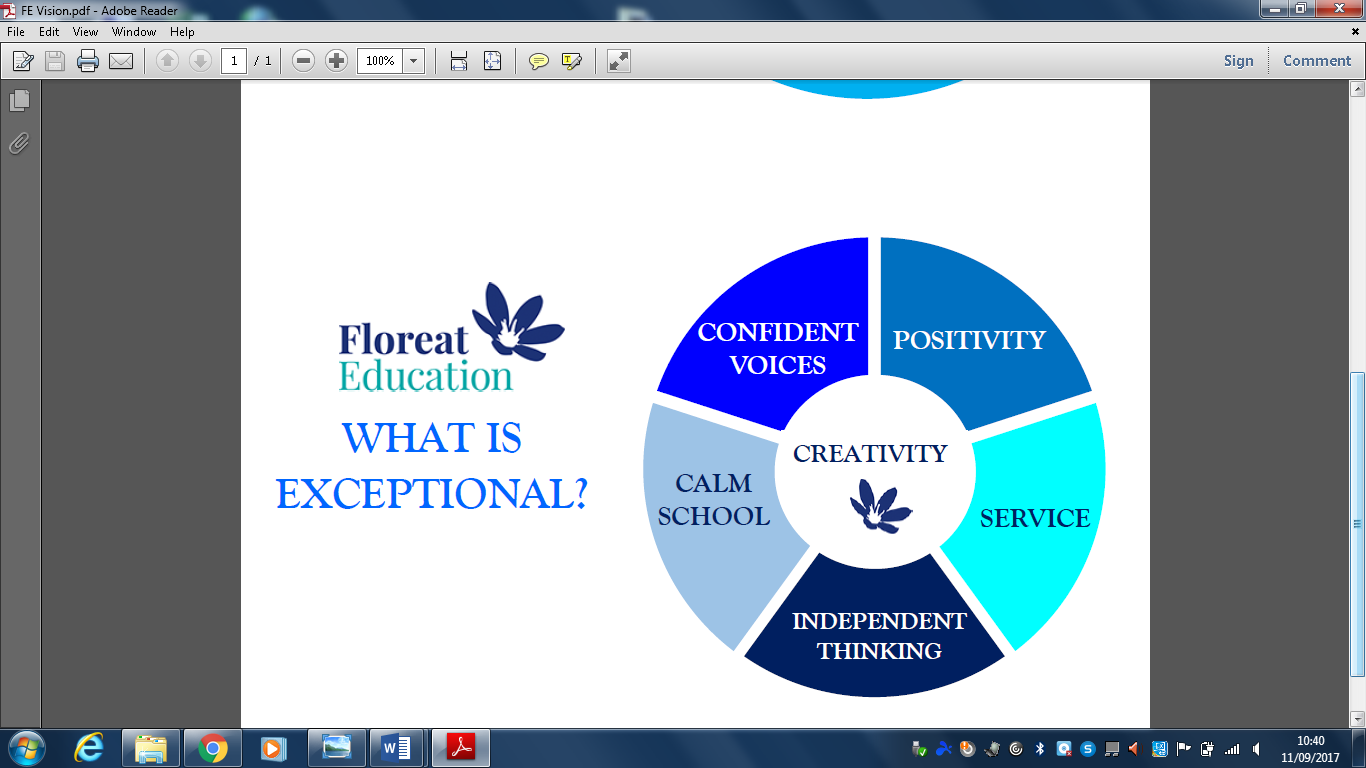 FE Vision.pdf - Adobe Reader
File Edit View Window Help
1 / 1 100% Sign Comment
Floreat
Education
WHAT IS
EXCEPTIONAL?
CONFIDENT
VOICES
POSITIVITY
CREATIVITY
CALM
SCHOOL
SERVICE
INDEPENDENT
THINKING
10:40
11/09/2017